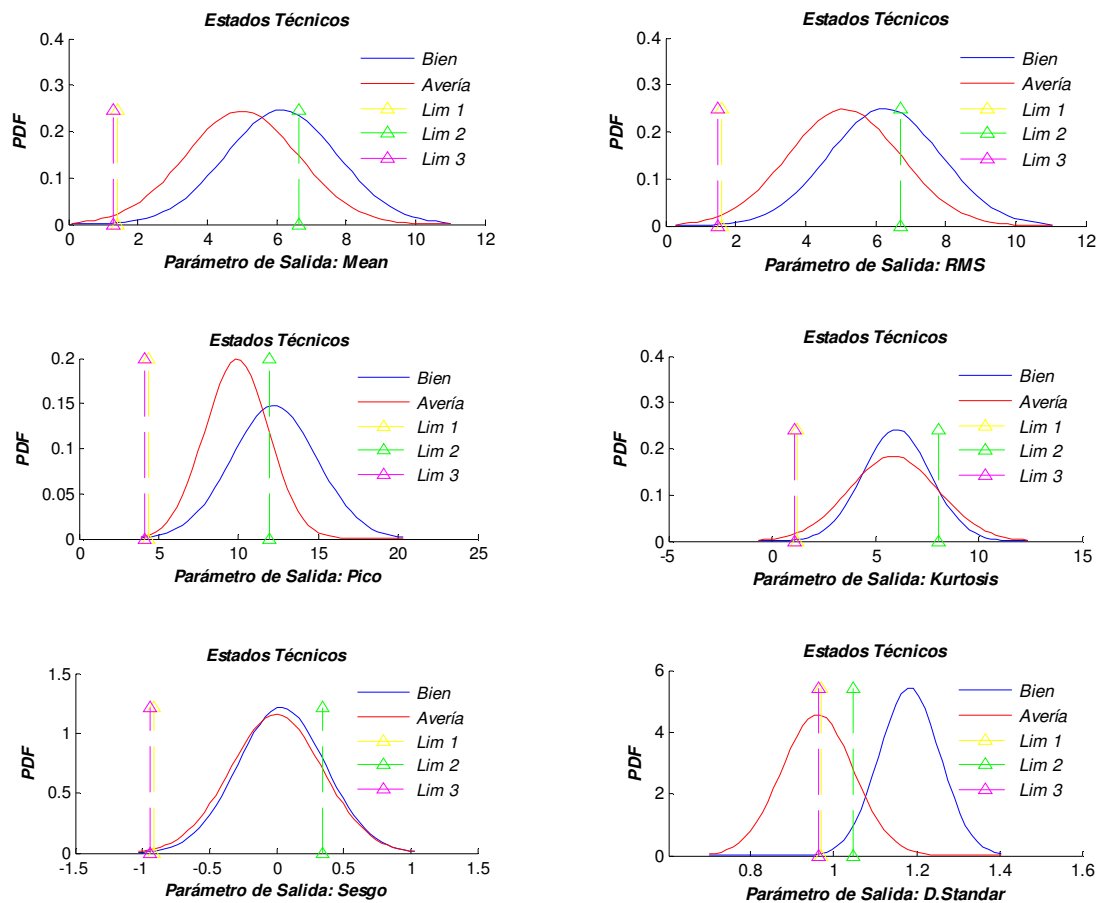 Estados Técnicos
0.4
0.3
0.2
0.1
0
PDF
0 2 4 6 8 10 12
Parámetro de Salida: Mean
Bien
Avería
Lim 1
Lim 2
Lim 3
Estados Técnicos
0.4
0.3
0.2
0.1
0
PDF
2 4 6 8 10 12
Parámetro de Salida: RMS
Bien
Avería
Lim 1
Lim 2
Lim 3
Estados Técnicos
0.2
0.15
0.1
0.05
0
PDF
0 5 10 15 20 25
Parámetro de Salida: Pico
Bien
Avería
Lim 1
Lim 2
Lim 3
Estados Técnicos
0.4
0.3
0.2
0.1
0
PDF
-5 0 5 10 15
Parámetro de Salida: Kurtosis
Bien
Avería
Lim 1
Lim 2
Lim 3
Estados Técnicos
1.5
1
0.5
0
PDF
-1.5 -1 -0.5 0 0.5 1 1.5
Parámetro de Salida: Sesgo
Bien
Avería
Lim 1
Lim 2
Lim 3
Estados Técnicos
6
4
2
0
PDF
0.8 1 1.2 1.4 1.6
Parámetro de Salida: D.Standar
Bien
Avería
Lim 1
Lim 2
Lim 3